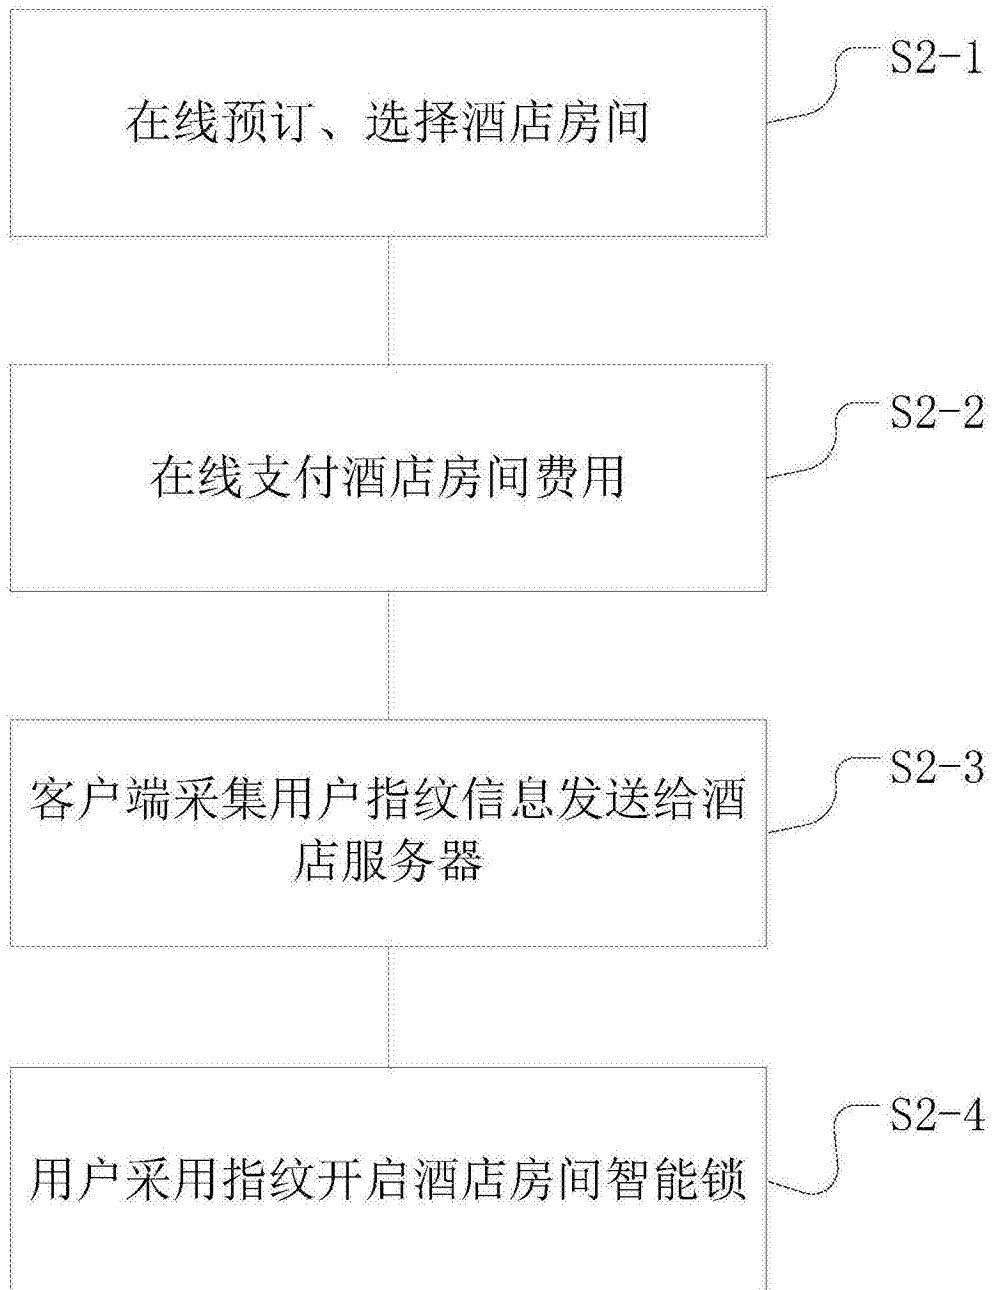 在线预订、选择酒店房间
S2-1
在线支付酒店房间费用
S2-2
客户端采集用户指纹信息发送给酒
店服务器
S2-3
用户采用指纹开启酒店房间智能锁
S2-4